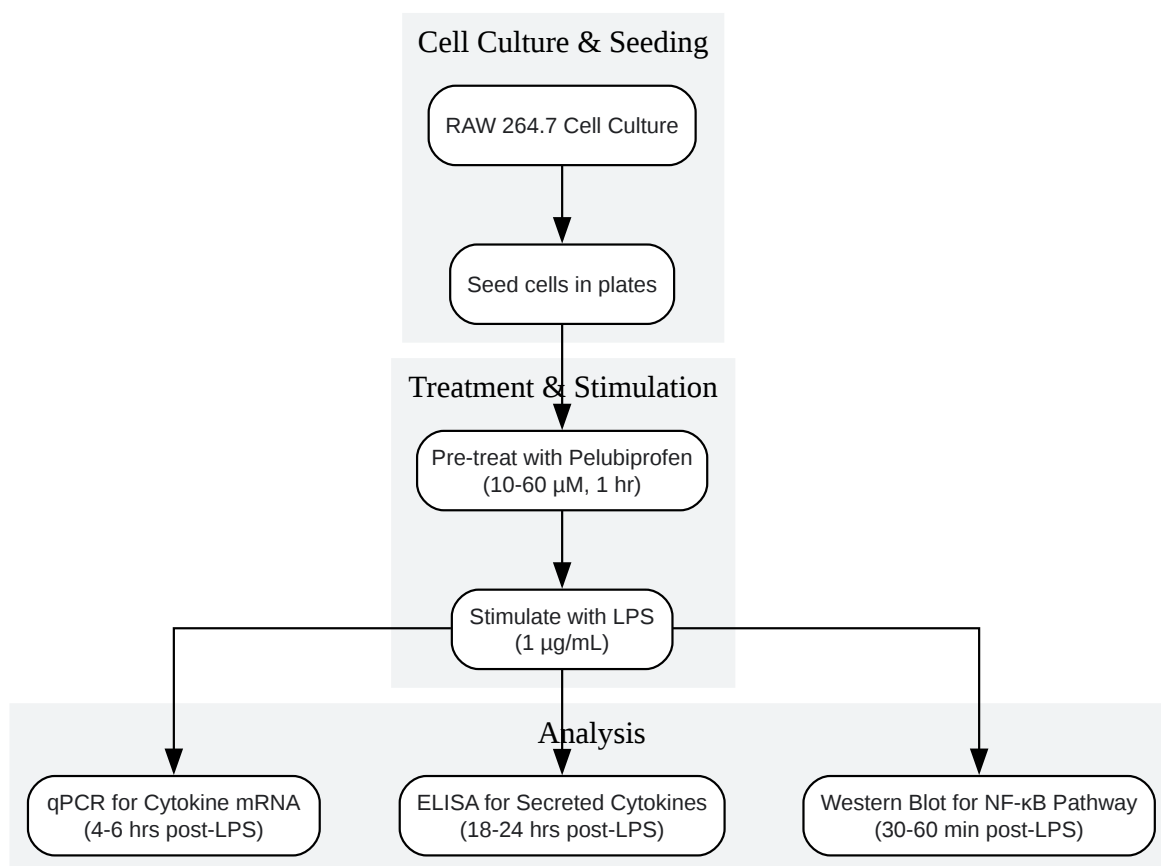 Cell Culture & Seeding
RAW 264.7 Cell Culture
Seed cells in plates
Treatment & Stimulation
Pre-treat with Pelubiprofen
(10-60 µM, 1 hr)
Stimulate with LPS
(1 µg/mL)
Analysis
qPCR for Cytokine mRNA
(4-6 hrs post-LPS)
ELISA for Secreted Cytokines
(18-24 hrs post-LPS)
Western Blot for NF-κB Pathway
(30-60 min post-LPS)